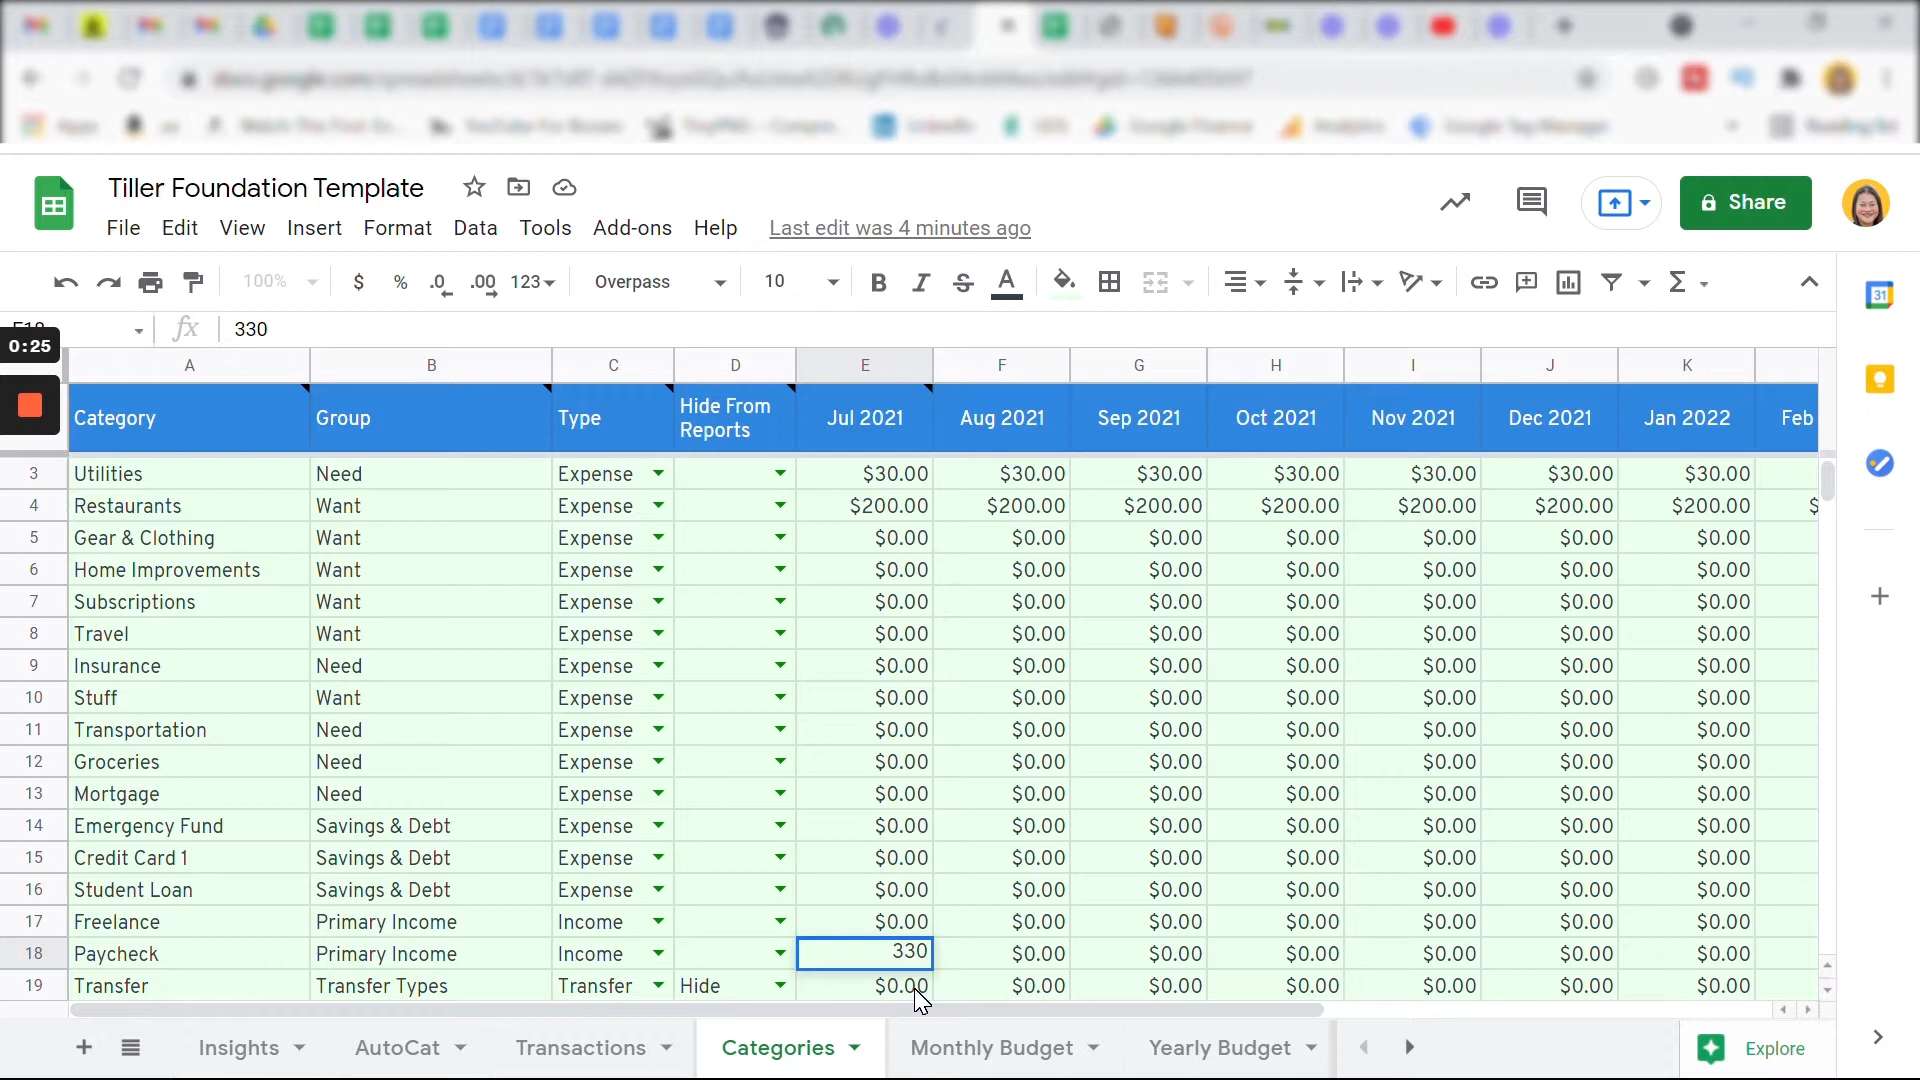 Tiller Foundation Template
File Edit View Insert Format Data Tools Add-ons Help Last edit was 4 minutes ago
Share
100% $ % .0 .00 123 Overpass 10 B I S A
fx 330
0:25
A B C D E F G H I J K
Category Group Type Hide From Reports Jul 2021 Aug 2021 Sep 2021 Oct 2021 Nov 2021 Dec 2021 Jan 2022 Feb
3 Utilities Need Expense $30.00 $30.00 $30.00 $30.00 $30.00 $30.00 $30.00
4 Restaurants Want Expense $200.00 $200.00 $200.00 $200.00 $200.00 $200.00 $200.00 $
5 Gear & Clothing Want Expense $0.00 $0.00 $0.00 $0.00 $0.00 $0.00 $0.00
6 Home Improvements Want Expense $0.00 $0.00 $0.00 $0.00 $0.00 $0.00 $0.00
7 Subscriptions Want Expense $0.00 $0.00 $0.00 $0.00 $0.00 $0.00 $0.00
8 Travel Want Expense $0.00 $0.00 $0.00 $0.00 $0.00 $0.00 $0.00
9 Insurance Need Expense $0.00 $0.00 $0.00 $0.00 $0.00 $0.00 $0.00
10 Stuff Want Expense $0.00 $0.00 $0.00 $0.00 $0.00 $0.00 $0.00
11 Transportation Need Expense $0.00 $0.00 $0.00 $0.00 $0.00 $0.00 $0.00
12 Groceries Need Expense $0.00 $0.00 $0.00 $0.00 $0.00 $0.00 $0.00
13 Mortgage Need Expense $0.00 $0.00 $0.00 $0.00 $0.00 $0.00 $0.00
14 Emergency Fund Savings & Debt Expense $0.00 $0.00 $0.00 $0.00 $0.00 $0.00 $0.00
15 Credit Card 1 Savings & Debt Expense $0.00 $0.00 $0.00 $0.00 $0.00 $0.00 $0.00
16 Student Loan Savings & Debt Expense $0.00 $0.00 $0.00 $0.00 $0.00 $0.00 $0.00
17 Freelance Primary Income Income $0.00 $0.00 $0.00 $0.00 $0.00 $0.00 $0.00
18 Paycheck Primary Income Income 330 $0.00 $0.00 $0.00 $0.00 $0.00 $0.00
19 Transfer Transfer Types Transfer Hide $0.00 $0.00 $0.00 $0.00 $0.00 $0.00 $0.00
Insights AutoCat Transactions Categories Monthly Budget Yearly Budget Explore